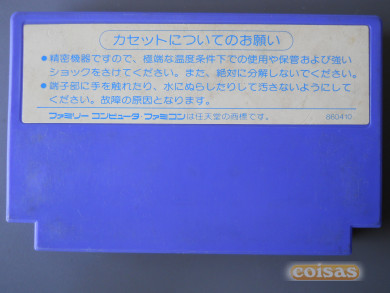 カセットについてのお願い
●精密機器ですので、極端な温度条件下での使用や保管および強い
ショックをさけてください。また、絶対に分解しないでください。
●端子部に手を触れたり、水にぬらしたりして汚さないようにして
ください。故障の原因となります。
ファミリーコンピュータ・ファミコンは任天堂の商標です。 860410
coisas